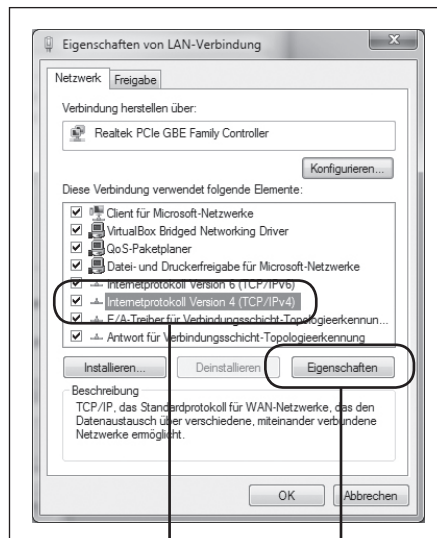 Eigenschaften von LAN-Verbindung
Netzwerk Freigabe
Verbindung herstellen über:
Realtek PCIe GBE Family Controller
Konfigurieren...
Diese Verbindung verwendet folgende Elemente:
Client für Microsoft-Netzwerke
VirtualBox Bridged Networking Driver
QoS-Paketplaner
Datei- und Druckerfreigabe für Microsoft-Netzwerke
Internetprotokoll Version 6 (TCP/IPv6)
Internetprotokoll Version 4 (TCP/IPv4)
E/A-Treiber für Verbindungsschicht-Topologieerkennun...
Antwort für Verbindungsschicht-Topologieerkennung
Installieren... Deinstallieren Eigenschaften
Beschreibung
TCP/IP, das Standardprotokoll für WAN-Netzwerke, das den
Datenaustausch über verschiedene, miteinander verbundene
Netzwerke ermöglicht.
OK Abbrechen